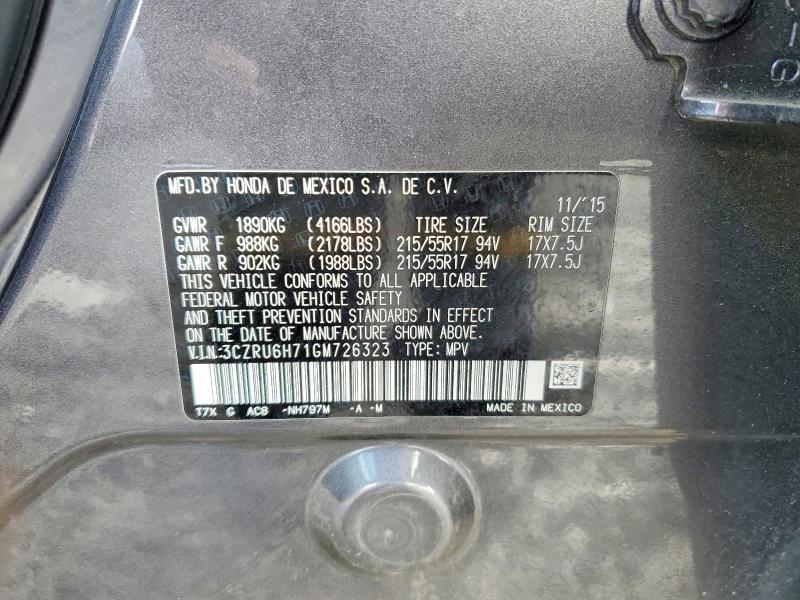 MFD.BY HONDA DE MEXICO S.A. DE C.V.
11/'15
GVWR 1890KG (4166LBS) TIRE SIZE RIM SIZE
GAWR F 988KG (2178LBS) 215/55R17 94V 17X7.5J
GAWR R 902KG (1988LBS) 215/55R17 94V 17X7.5J
THIS VEHICLE CONFORMS TO ALL APPLICABLE
FEDERAL MOTOR VEHICLE SAFETY
AND THEFT PREVENTION STANDARDS IN EFFECT
ON THE DATE OF MANUFACTURE SHOWN ABOVE.
V.I.N.:3CZRU6H71GM726323 TYPE: MPV
T7X G AC8 -NH797M -A -M MADE IN MEXICO